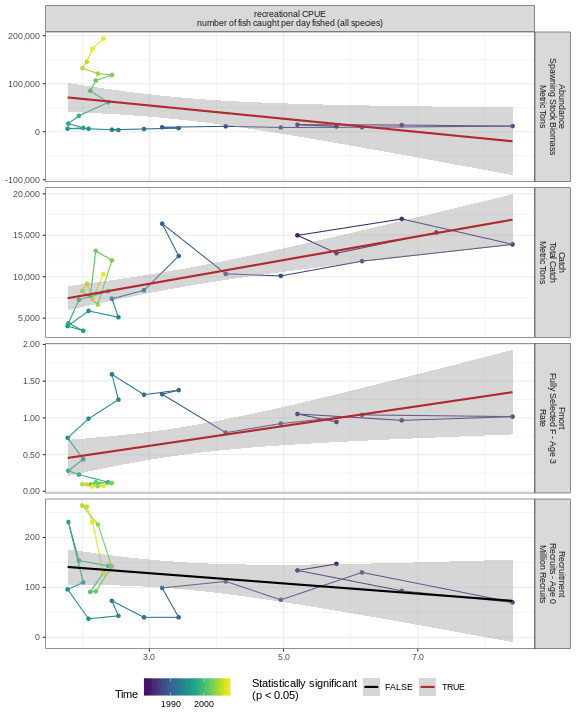 recreational CPUE
number of fish caught per day fished (all species)
200,000
100,000
0
-100,000
Abundance
Spawning Stock Biomass
Metric Tons
20,000
15,000
10,000
5,000
Catch
Total Catch
Metric Tons
2.00
1.50
1.00
0.50
0.00
Fmort
Fully Selected F - Age 3
Rate
200
100
0
Recruitment
Recruits - Age 0
Million Recruits
3.0
5.0
7.0
Time
1990
2000
Statistically significant
(p < 0.05)
FALSE
TRUE